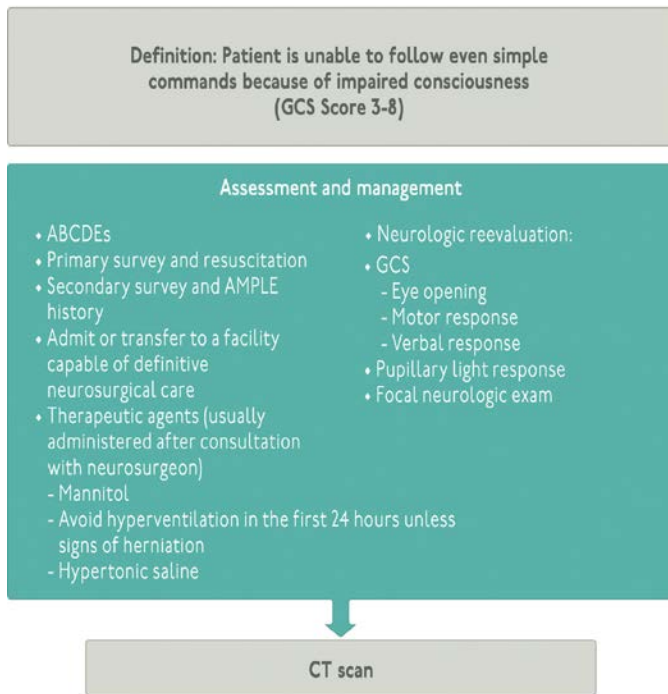 Definition: Patient is unable to follow even simple
commands because of impaired consciousness
(GCS Score 3-8)
Assessment and management
• ABCDEs
• Primary survey and resuscitation
• Secondary survey and AMPLE
history
• Admit or transfer to a facility
capable of definitive
neurosurgical care
• Therapeutic agents (usually
administered after consultation
with neurosurgeon)
- Mannitol
- Avoid hyperventilation in the first 24 hours unless
signs of herniation
- Hypertonic saline
• Neurologic reevaluation:
• GCS
- Eye opening
- Motor response
- Verbal response
• Pupillary light response
• Focal neurologic exam
CT scan